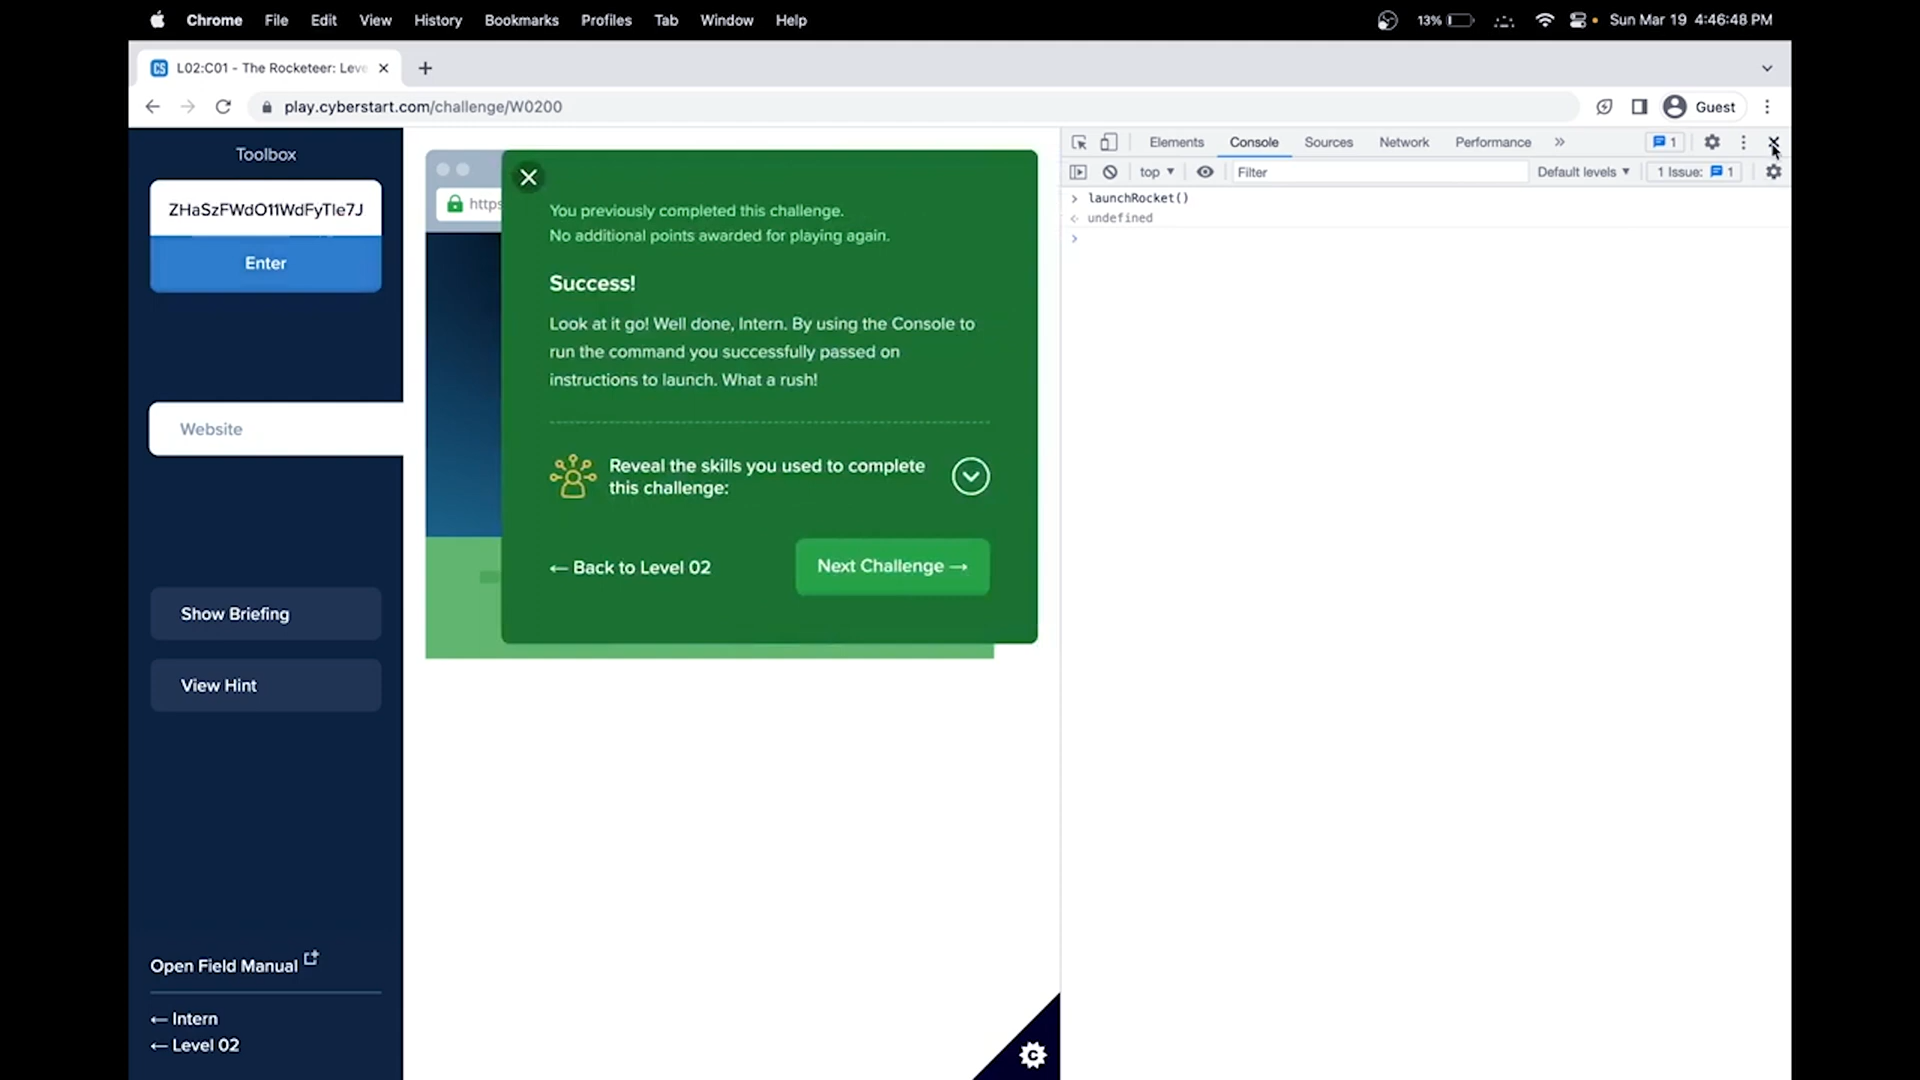 Chrome File Edit View History Bookmarks Profiles Tab Window Help 13% Sun Mar 19 4:46:48 PM
CS L02:C01 - The Rocketeer: Leve
play.cyberstart.com/challenge/W0200 Guest
Toolbox
ZHaSzFWdO11WdFyTle7J
Enter
Website
Show Briefing
View Hint
Open Field Manual
← Intern
← Level 02
https
You previously completed this challenge.
No additional points awarded for playing again.
Success!
Look at it go! Well done, Intern. By using the Console to
run the command you successfully passed on
instructions to launch. What a rush!
Reveal the skills you used to complete
this challenge:
← Back to Level 02 Next Challenge →
C
Elements Console Sources Network Performance » 1
top Filter Default levels 1 Issue: 1
> launchRocket()
undefined
>